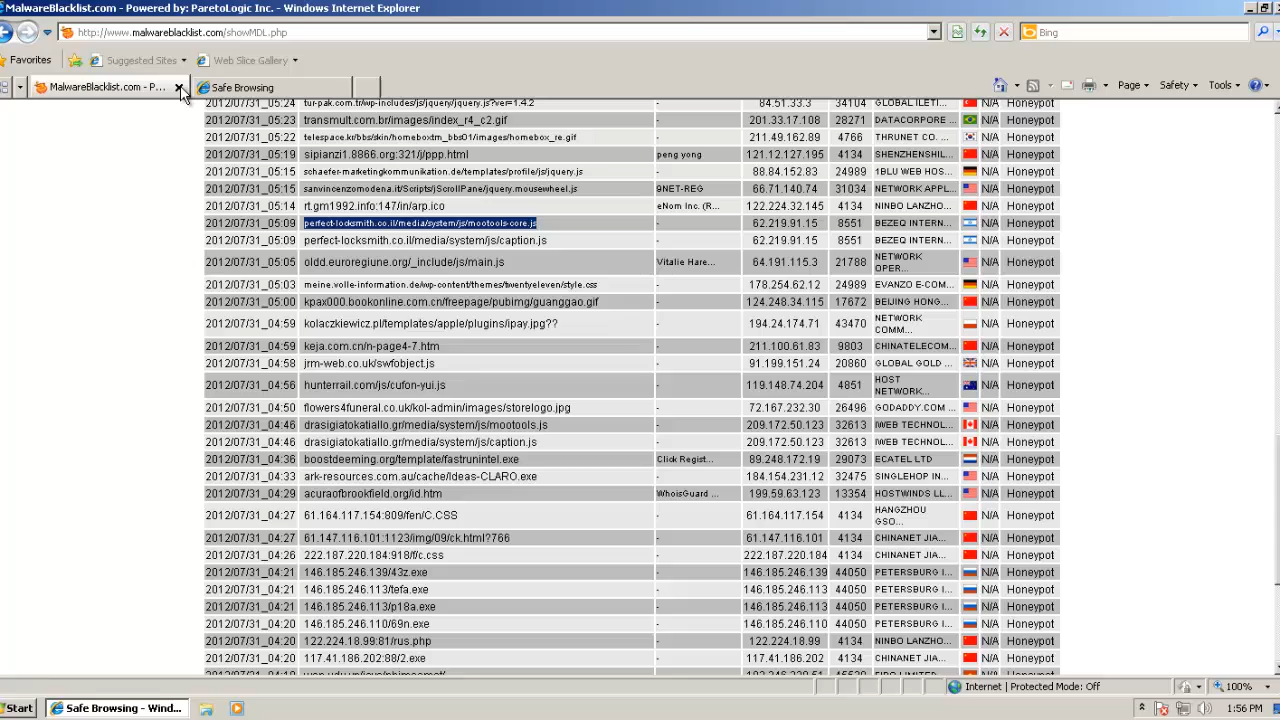 MalwareBlacklist.com - Powered by: ParetoLogic Inc. - Windows Internet Explorer
http://www.malwareblacklist.com/showMDL.php
Bing
Favorites Suggested Sites Web Slice Gallery
MalwareBlacklist.com - P... Safe Browsing Page Safety Tools
2012/07/31_05:24 tur-pak.com.tr/wp-includes/js/jquery/jquery.js?ver=1.4.2 - 84.51.33.3 34104 GLOBAL ILETI... N/A Honeypot
2012/07/31_05:23 transmult.com.br/images/index_r4_c2.gif - 201.33.17.108 28271 DATACORPORE... N/A Honeypot
2012/07/31_05:22 telespace.kr/bbs/skin/homeboxtm_bbs01/images/homebox_re.gif - 211.49.162.89 4766 THRUNET CO. ... N/A Honeypot
2012/07/31_05:19 sipianzi1.8866.org:321/j/ppp.html peng yong 121.12.127.195 4134 SHENZHENSHIL... N/A Honeypot
2012/07/31_05:15 schaefer-marketingkommunikation.de/templates/profile/js/jquery.js - 88.84.152.83 24989 1BLU WEB HOS... N/A Honeypot
2012/07/31_05:15 sanvincenzomodena.it/Scripts/jScrollPane/jquery.mousewheel.js 9NET-REG 66.71.140.74 31034 NETWORK APPL... N/A Honeypot
2012/07/31_05:14 rt.gm1992.info:147/in/arp.ico eNom Inc. (R... 122.224.32.145 4134 NINBO LANZHO... N/A Honeypot
2012/07/31_05:09 perfect-locksmith.co.il/media/system/js/mootools-core.js - 62.219.91.15 8551 BEZEQ INTERN... N/A Honeypot
2012/07/31_05:09 perfect-locksmith.co.il/media/system/js/caption.js - 62.219.91.15 8551 BEZEQ INTERN... N/A Honeypot
2012/07/31_05:05 oldd.euroregiune.org/_include/js/main.js Vitalie Hare... 64.191.115.3 21788 NETWORK OPER... N/A Honeypot
2012/07/31_05:03 meine.volle-information.de/wp-content/themes/twentyeleven/style.css - 178.254.62.12 24989 EVANZO E-COM... N/A Honeypot
2012/07/31_05:00 kpax000.bookonline.com.cn/freepage/pubimg/guanggao.gif - 124.248.34.115 17672 BEIJING HONG... N/A Honeypot
2012/07/31_04:59 kolaczkiewicz.pl/templates/apple/plugins/ipay.jpg?? - 194.24.174.71 43470 NETWORK COMM... N/A Honeypot
2012/07/31_04:59 keja.com.cn/n-page4-7.htm - 211.100.61.83 9803 CHINATELECOM... N/A Honeypot
2012/07/31_04:58 jrm-web.co.uk/swfobject.js - 91.199.151.24 20860 GLOBAL GOLD ... N/A Honeypot
2012/07/31_04:56 hunterrail.com/js/cufon-yui.js - 119.148.74.204 4851 HOST NETWORK... N/A Honeypot
2012/07/31_04:50 flowers4funeral.co.uk/kol-admin/images/storelogo.jpg - 72.167.232.30 26496 GODADDY.COM ... N/A Honeypot
2012/07/31_04:46 drasigiatokatiallo.gr/media/system/js/mootools.js - 209.172.50.123 32613 IWEB TECHNOL... N/A Honeypot
2012/07/31_04:46 drasigiatokatiallo.gr/media/system/js/caption.js - 209.172.50.123 32613 IWEB TECHNOL... N/A Honeypot
2012/07/31_04:36 boostdeeming.org/template/fastrunintel.exe Click Regist... 89.248.172.19 29073 ECATEL LTD N/A Honeypot
2012/07/31_04:36 ark-resources.com.au/cache/Ideas-CLARO.exe - 184.154.231.12 32475 SINGLEHOP IN... N/A Honeypot
2012/07/31_04:29 acuraofbrookfield.org/id.htm WhoisGuard ... 199.59.63.123 13354 HOSTWINDS LL... N/A Honeypot
2012/07/31_04:27 61.164.117.154:809/fen/C.CSS - 61.164.117.154 4134 HANGZHOU GSO... N/A Honeypot
2012/07/31_04:27 61.147.116.101:1123/img/09/ck.html?766 - 61.147.116.101 4134 CHINANET JIA... N/A Honeypot
2012/07/31_04:26 222.187.220.184:918/f/c.css - 222.187.220.184 4134 CHINANET JIA... N/A Honeypot
2012/07/31_04:21 146.185.246.139/43z.exe - 146.185.246.139 44050 PETERSBURG I... N/A Honeypot
2012/07/31_04:21 146.185.246.113/tefa.exe - 146.185.246.113 44050 PETERSBURG I... N/A Honeypot
2012/07/31_04:21 146.185.246.113/p18a.exe - 146.185.246.113 44050 PETERSBURG I... N/A Honeypot
2012/07/31_04:20 146.185.246.110/69n.exe - 146.185.246.110 44050 PETERSBURG I... N/A Honeypot
2012/07/31_04:20 122.224.18.99:81/rus.php - 122.224.18.99 4134 NINBO LANZHO... N/A Honeypot
2012/07/31_04:20 117.41.186.202:88/2.exe - 117.41.186.202 4134 CHINANET JIA... N/A Honeypot
Internet | Protected Mode: Off 100%
Start Safe Browsing - Wind... 1:56 PM